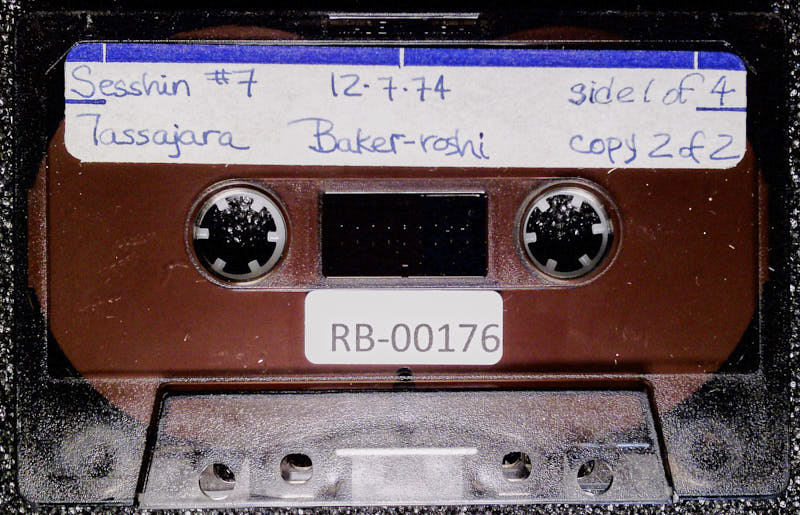 Sesshin #7 12.7.74 side 1 of 4
Tassajara Baker-roshi copy 2 of 2
RB-00176